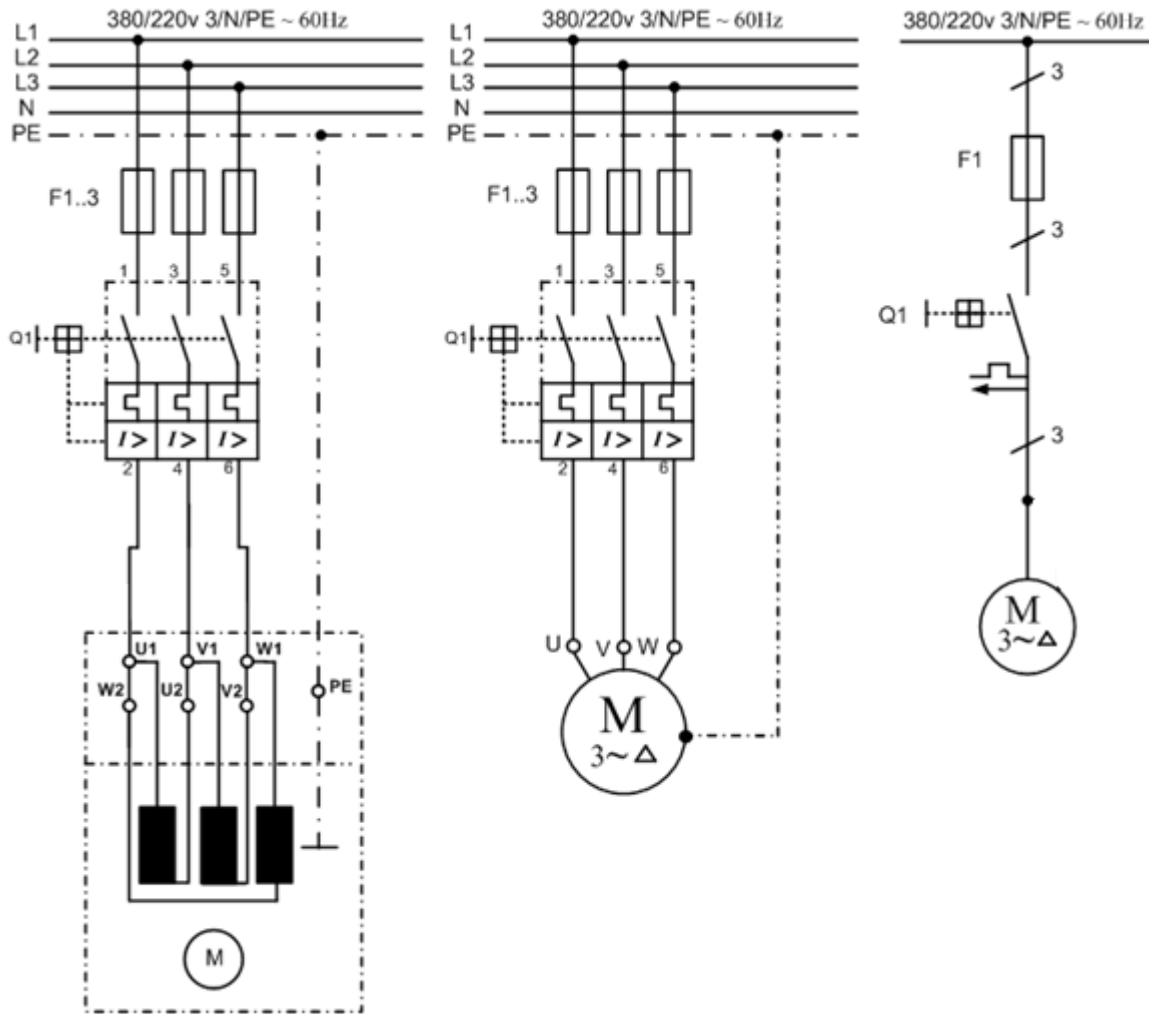 380/220v 3/N/PE ~ 60Hz
L1
L2
L3
N
PE
F1..3
1 3 5
Q1
I> I> I>
2 4 6
U1 V1 W1
W2 U2 V2 PE
M
380/220v 3/N/PE ~ 60Hz
L1
L2
L3
N
PE
F1..3
1 3 5
Q1
I> I> I>
2 4 6
U V W
M
3~ Δ
380/220v 3/N/PE ~ 60Hz
3
F1
3
Q1
3
M
3~ Δ